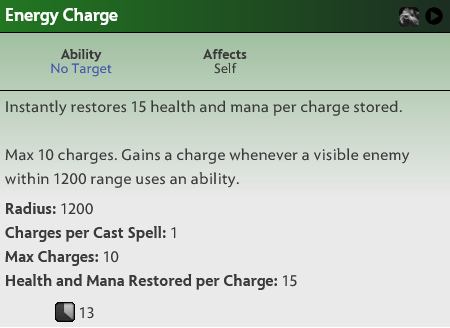 Energy Charge
Ability Affects
No Target Self
Instantly restores 15 health and mana per charge stored.
Max 10 charges. Gains a charge whenever a visible enemy
within 1200 range uses an ability.
Radius: 1200
Charges per Cast Spell: 1
Max Charges: 10
Health and Mana Restored per Charge: 15
13